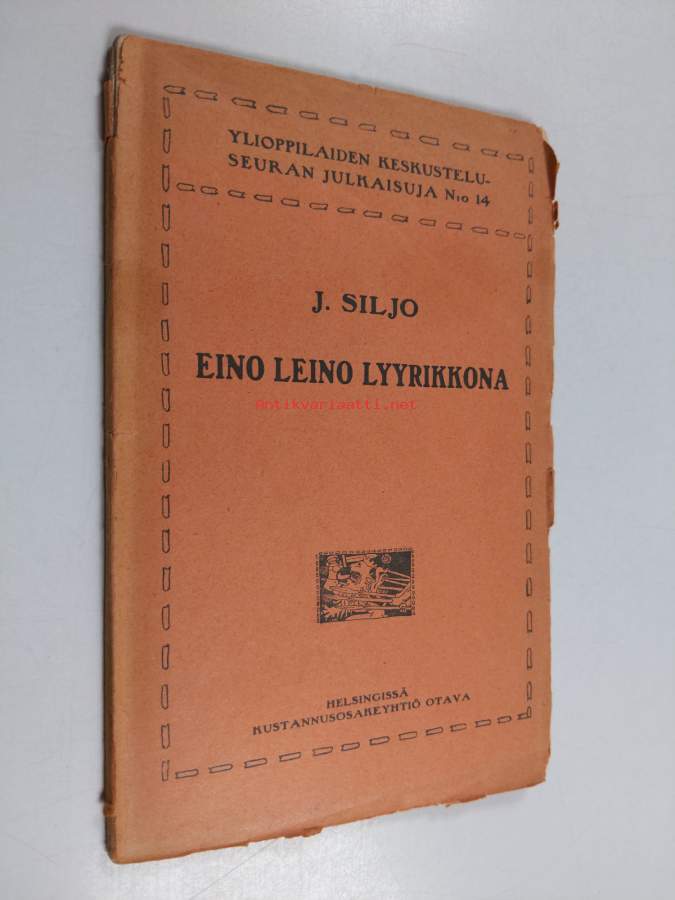 YLIOPPILAIDEN KESKUSTELU-
SEURAN JULKAISUJA N:o 14
J. SILJO
EINO LEINO LYYRIKKONA
antikvariaatti.net
HELSINGISSÄ
KUSTANNUSOSAKEYHTIÖ OTAVA